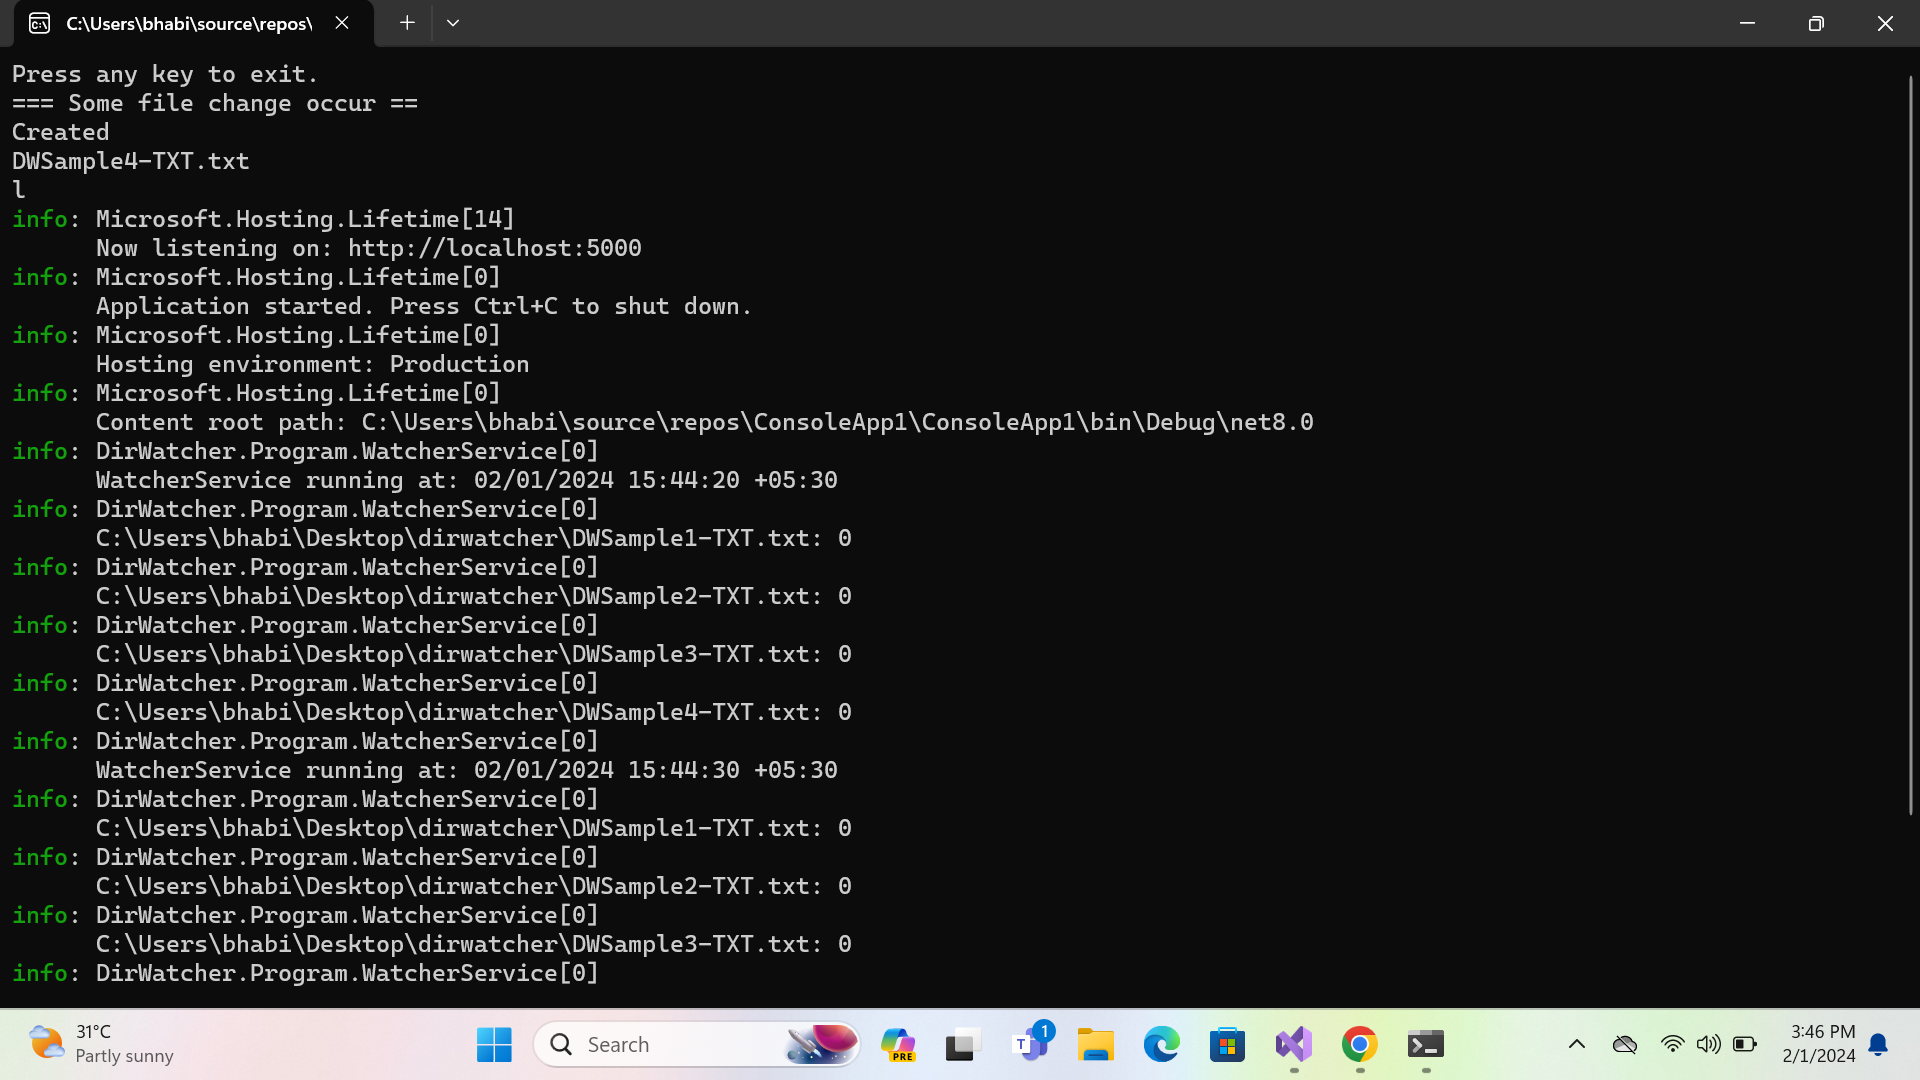 C:\Users\bhabi\source\repos\
Press any key to exit.
=== Some file change occur ==
Created
DWSample4-TXT.txt
l
info: Microsoft.Hosting.Lifetime[14]
      Now listening on: http://localhost:5000
info: Microsoft.Hosting.Lifetime[0]
      Application started. Press Ctrl+C to shut down.
info: Microsoft.Hosting.Lifetime[0]
      Hosting environment: Production
info: Microsoft.Hosting.Lifetime[0]
      Content root path: C:\Users\bhabi\source\repos\ConsoleApp1\ConsoleApp1\bin\Debug\net8.0
info: DirWatcher.Program.WatcherService[0]
      WatcherService running at: 02/01/2024 15:44:20 +05:30
info: DirWatcher.Program.WatcherService[0]
      C:\Users\bhabi\Desktop\dirwatcher\DWSample1-TXT.txt: 0
info: DirWatcher.Program.WatcherService[0]
      C:\Users\bhabi\Desktop\dirwatcher\DWSample2-TXT.txt: 0
info: DirWatcher.Program.WatcherService[0]
      C:\Users\bhabi\Desktop\dirwatcher\DWSample3-TXT.txt: 0
info: DirWatcher.Program.WatcherService[0]
      C:\Users\bhabi\Desktop\dirwatcher\DWSample4-TXT.txt: 0
info: DirWatcher.Program.WatcherService[0]
      WatcherService running at: 02/01/2024 15:44:30 +05:30
info: DirWatcher.Program.WatcherService[0]
      C:\Users\bhabi\Desktop\dirwatcher\DWSample1-TXT.txt: 0
info: DirWatcher.Program.WatcherService[0]
      C:\Users\bhabi\Desktop\dirwatcher\DWSample2-TXT.txt: 0
info: DirWatcher.Program.WatcherService[0]
      C:\Users\bhabi\Desktop\dirwatcher\DWSample3-TXT.txt: 0
info: DirWatcher.Program.WatcherService[0]
31°C
Partly sunny
Search
PRE
T
1
3:46 PM
2/1/2024